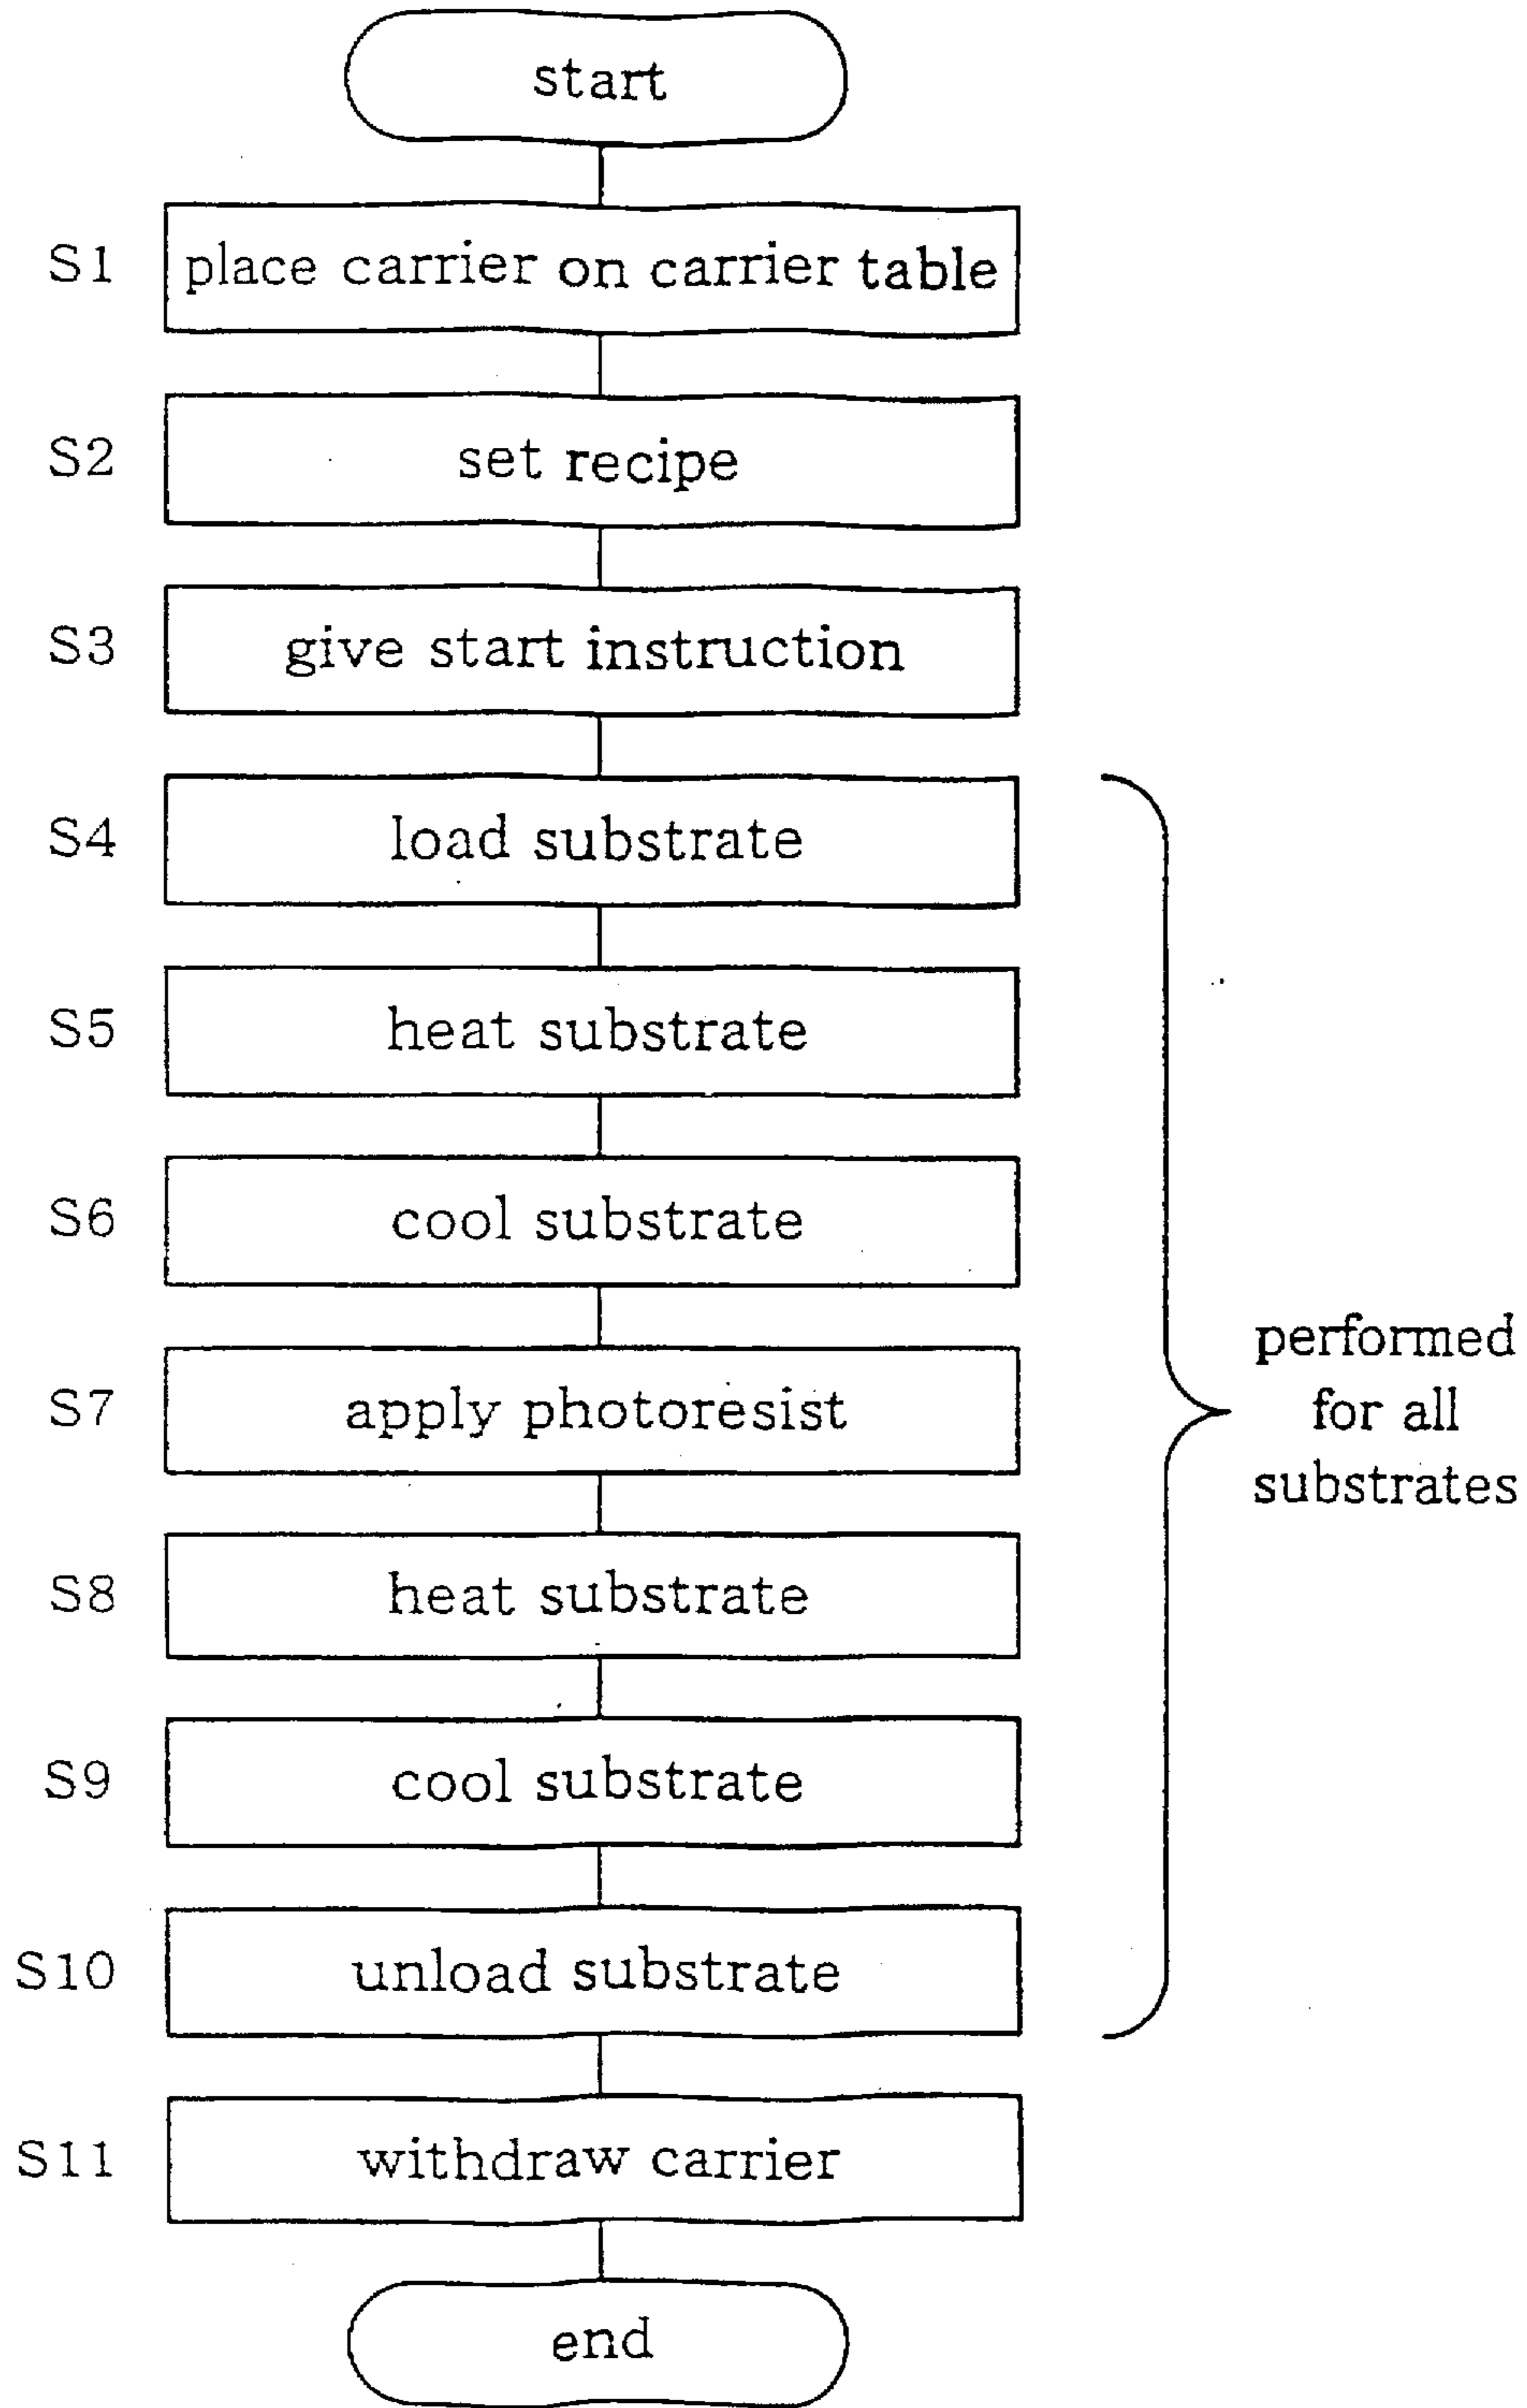 start
S1 place carrier on carrier table
S2 set recipe
S3 give start instruction
S4 load substrate
S5 heat substrate
S6 cool substrate
S7 apply photoresist
S8 heat substrate
S9 cool substrate
S10 unload substrate
performed
for all
substrates
S11 withdraw carrier
end